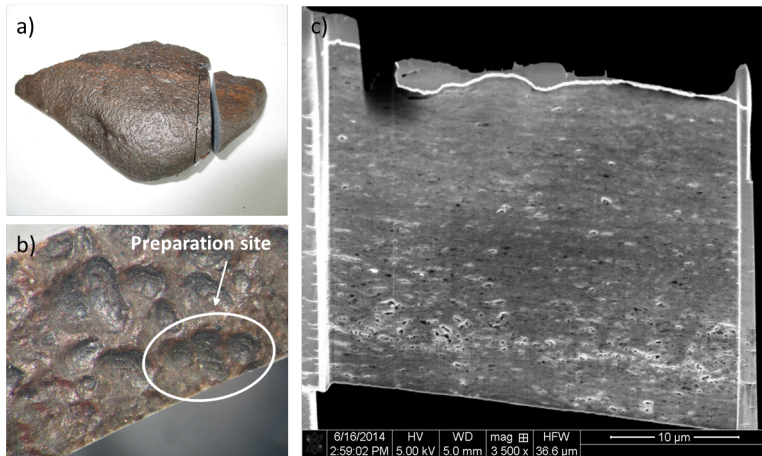 a)
b)
Preparation site
c)
6/16/2014
2:59:02 PM
HV
5.00 kV
WD
5.0 mm
mag ⊞
3 500 x
HFW
36.6 µm
10 µm